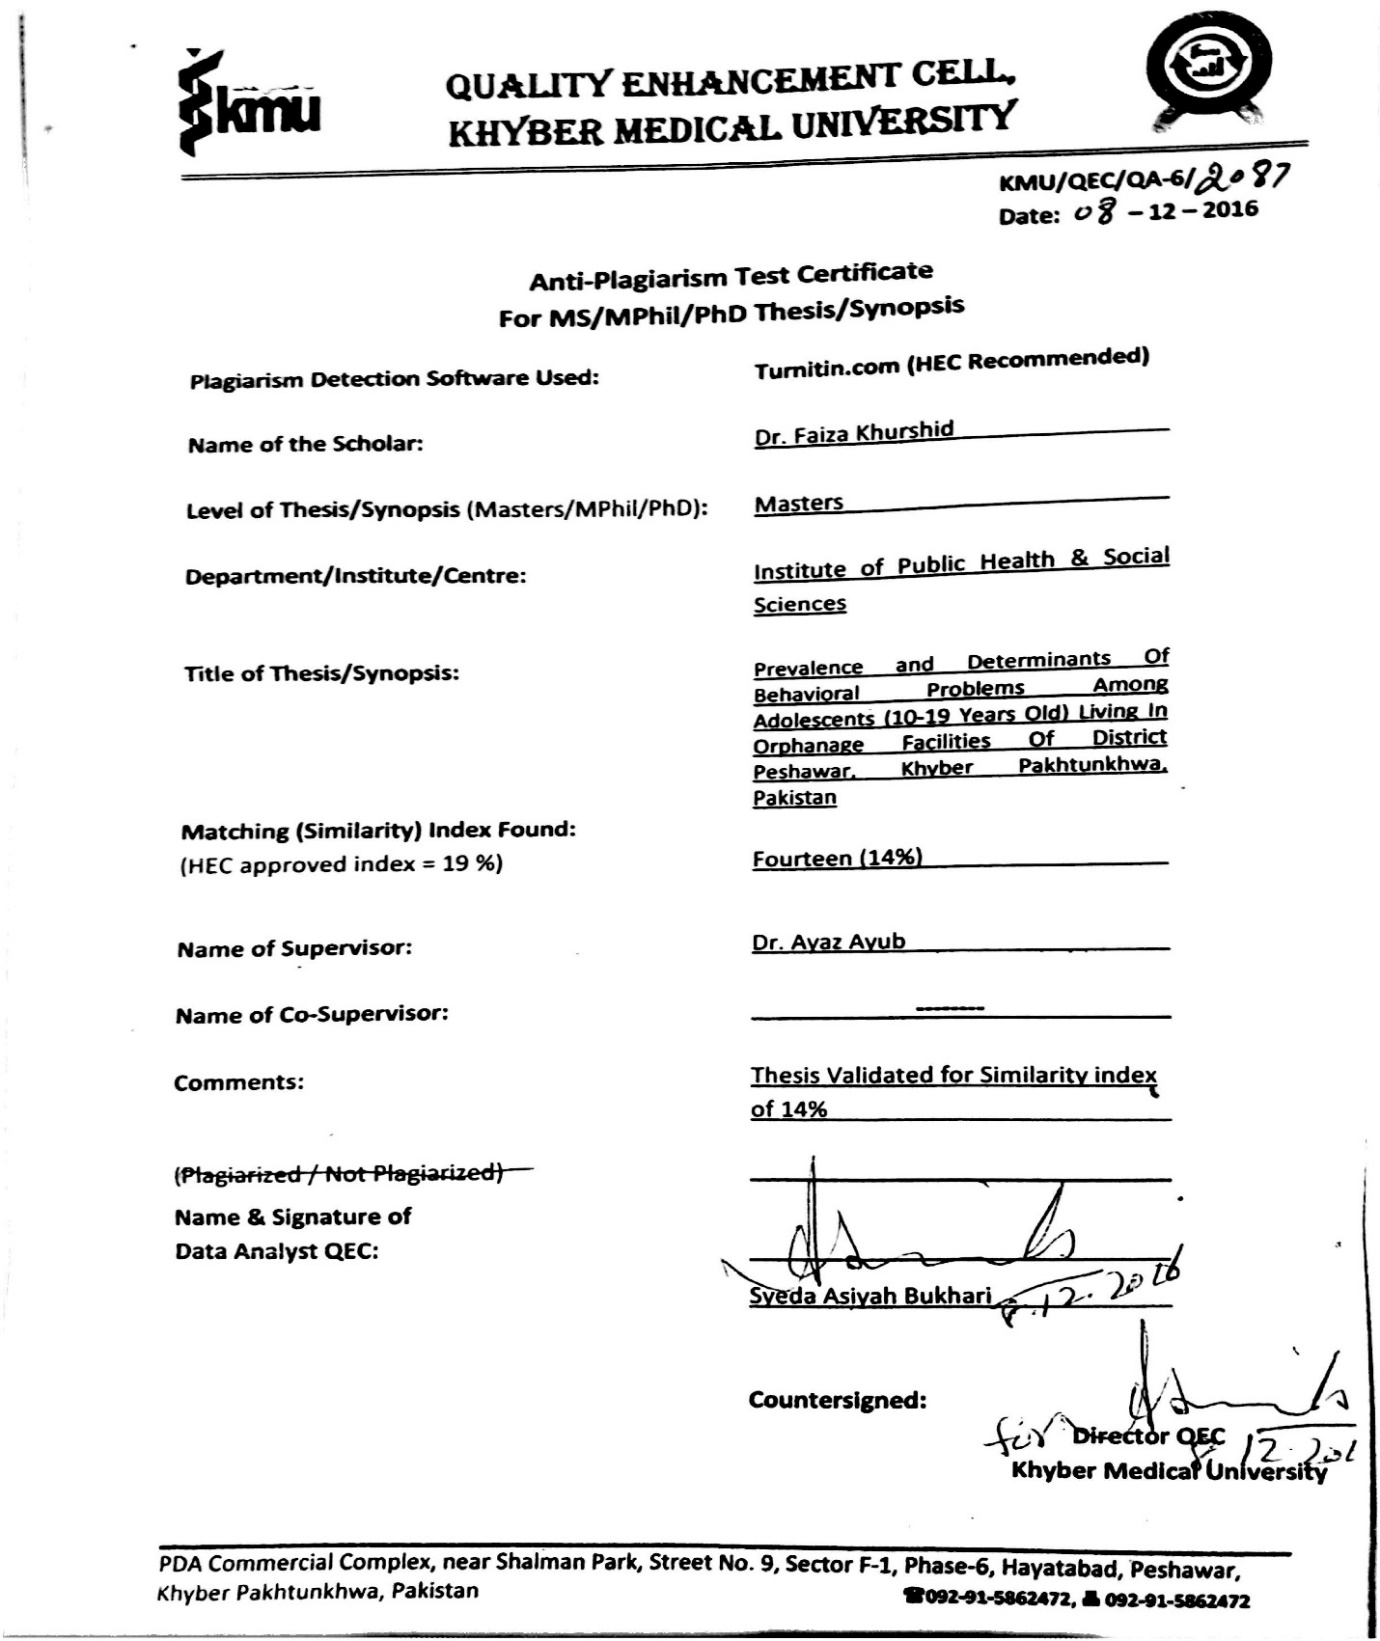 kmu
QUALITY ENHANCEMENT CELL,
KHYBER MEDICAL UNIVERSITY
KMU/QEC/QA-6/2087
Date: 08 – 12 – 2016
Anti-Plagiarism Test Certificate
For MS/MPhil/PhD Thesis/Synopsis
Plagiarism Detection Software Used: Turnitin.com (HEC Recommended)
Name of the Scholar: Dr. Faiza Khurshid
Level of Thesis/Synopsis (Masters/MPhil/PhD): Masters
Department/Institute/Centre: Institute of Public Health & Social
Sciences
Title of Thesis/Synopsis: Prevalence and Determinants Of
Behavioral Problems Among
Adolescents (10-19 Years Old) Living In
Orphanage Facilities Of District
Peshawar, Khyber Pakhtunkhwa,
Pakistan
Matching (Similarity) Index Found:
(HEC approved index = 19 %) Fourteen (14%)
Name of Supervisor: Dr. Ayaz Ayub
Name of Co-Supervisor: --------
Comments: Thesis Validated for Similarity index
of 14%
(Plagiarized / Not Plagiarized)
Name & Signature of
Data Analyst QEC:
Syeda Asiyah Bukhari 8.12.2016
Countersigned:
for Director QEC
8.12.201
Khyber Medical University
PDA Commercial Complex, near Shalman Park, Street No. 9, Sector F-1, Phase-6, Hayatabad, Peshawar,
Khyber Pakhtunkhwa, Pakistan
☎092-91-5862472, 092-91-5862472